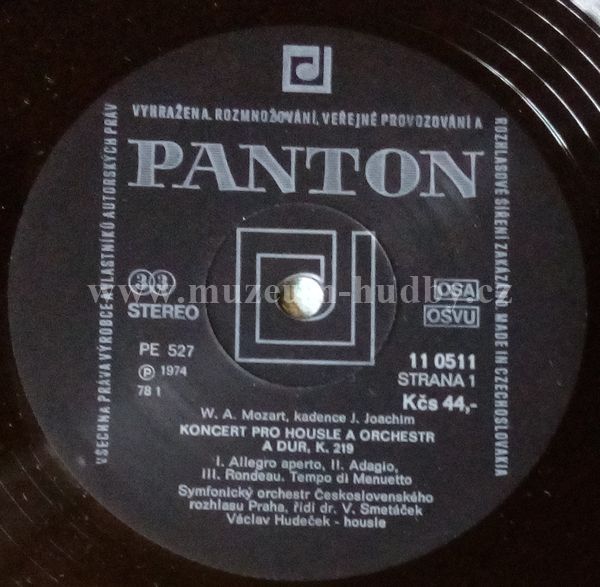 VYHRAŽENA. ROZMNOŽOVÁNÍ, VEŘEJNÉ PROVOZOVÁNÍ A
ROZHLASOVÉ ŠÍŘENÍ ZAKÁZÁNO. MADE IN CZECHOSLOVAKIA
VŠECHNA PRÁVA VÝROBCE A VLASTNÍKŮ AUTORSKÝCH PRÁV
PANTON
www.muzeum-hudby.cz
33
STEREO
OSA
OSVU
PE 527
℗ 1974
78 1
11 0511
STRANA 1
Kčs 44,-
W. A. Mozart, kadence J. Joachim
KONCERT PRO HOUSLE A ORCHESTR
A DUR, K. 219
I. Allegro aperto, II. Adagio,
III. Rondeau. Tempo di Menuetto
Symfonický orchestr Československého
rozhlasu Praha, řídí dr. V. Smetáček
Václav Hudeček - housle